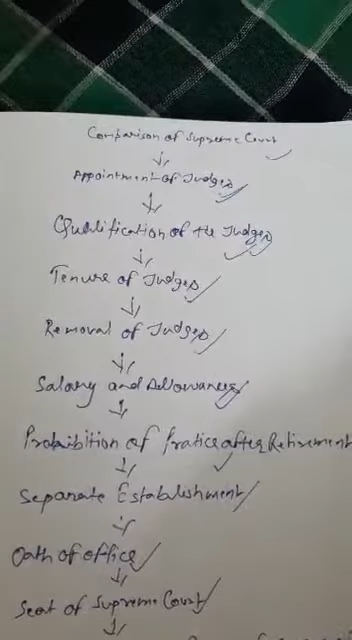 Comparison of Supreme Court
Appointment of Judges
Qualification of the Judges
Tenure of Judges
Removal of Judges
Salary and Allowances
Prohibition of Pratice after Retirement
Separate Establishment
Oath of office
Seat of Supreme Court